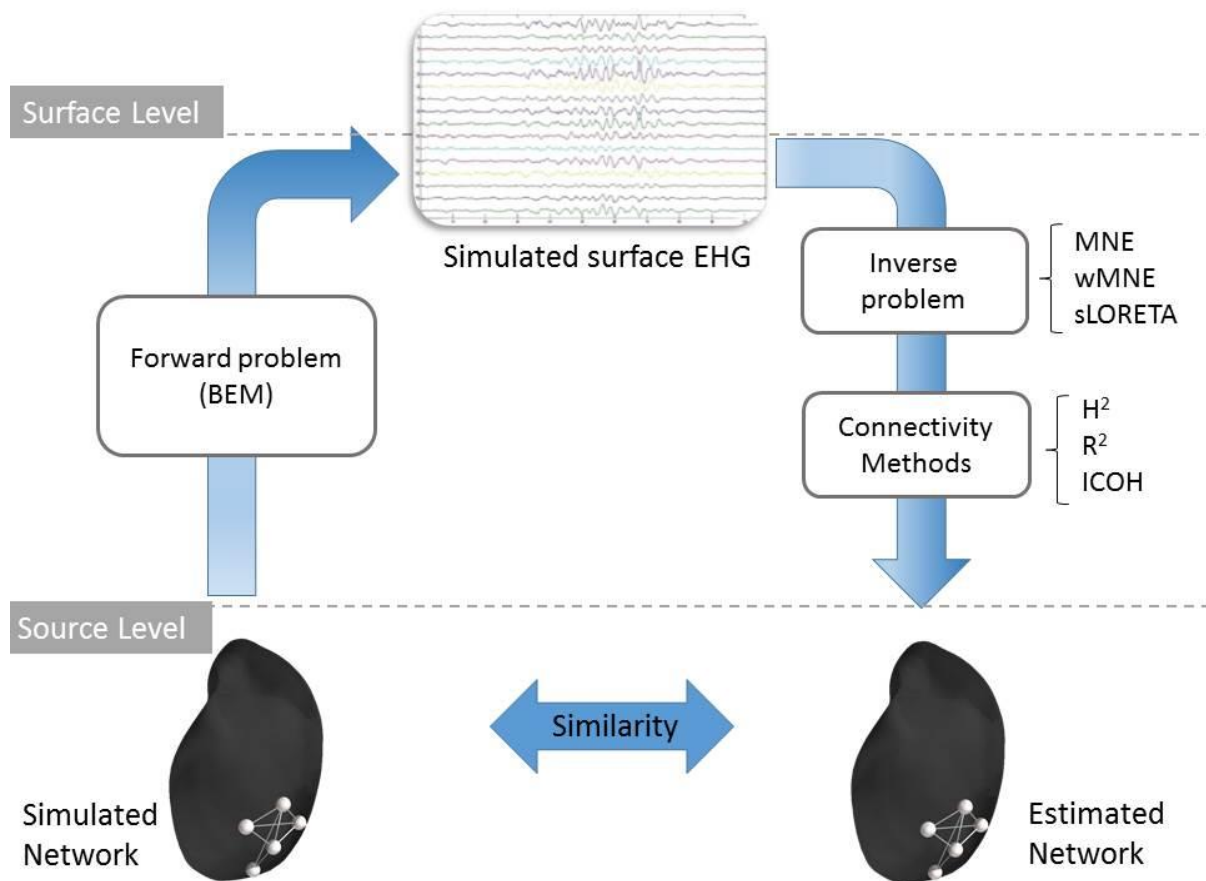 Surface Level
Simulated surface EHG
Forward problem
(BEM)
Inverse
problem
MNE
wMNE
sLORETA
Connectivity
Methods
H²
R²
ICOH
Source Level
Similarity
Simulated
Network
Estimated
Network